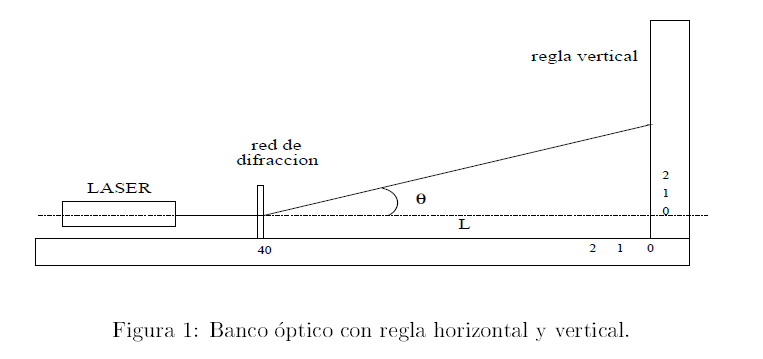 regla vertical
red de
difraccion
LASER
θ
2
1
0
L
40
2 1 0
Figura 1: Banco óptico con regla horizontal y vertical.